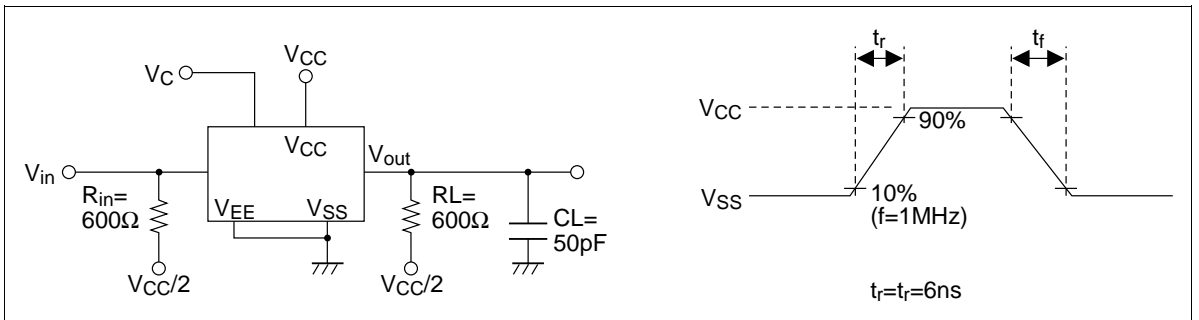 VC
VCC
VCC
Vin
Vout
Rin=
600Ω
VEE
VSS
RL=
600Ω
CL=
50pF
VCC/2
VCC/2
tr
tf
VCC
90%
VSS
10%
(f=1MHz)
tr=tr=6ns